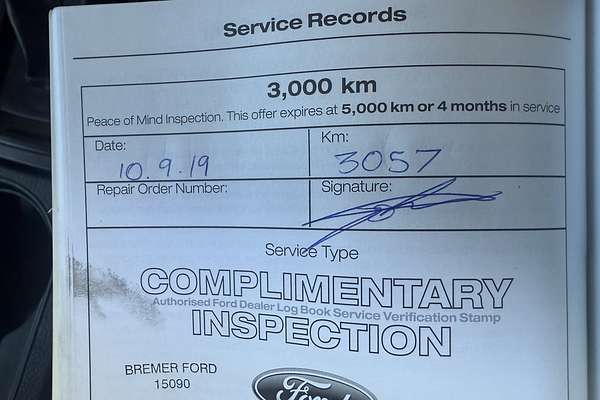 Service Records
3,000 km
Peace of Mind Inspection. This offer expires at 5,000 km or 4 months in service
Date:
10.9.19
Km:
3057
Repair Order Number:
Signature:
Service Type
COMPLIMENTARY
Authorised Ford Dealer Log Book Service Verification Stamp
INSPECTION
BREMER FORD
15090
Ford